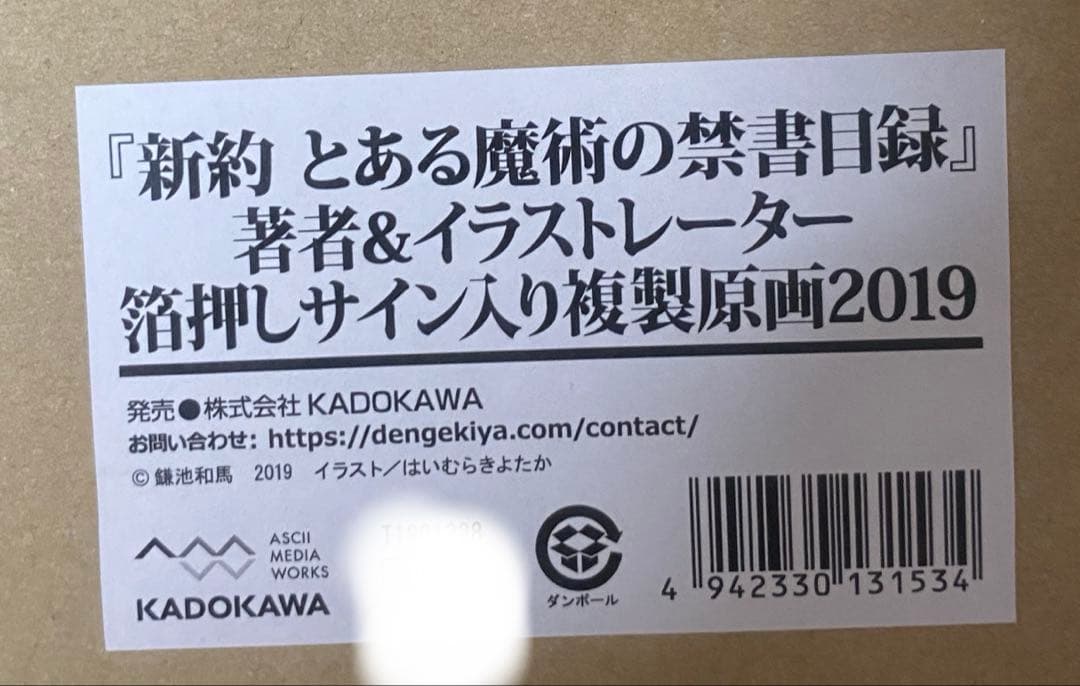 『新約 とある魔術の禁書目録』
著者&イラストレーター
箔押しサイン入り複製原画2019
発売●株式会社 KADOKAWA
お問い合わせ: https://dengekiya.com/contact/
© 鎌池和馬 2019 イラスト/はいむらきよたか
ASCII
MEDIA
WORKS
KADOKAWA
ダンボール
4 942330 131534